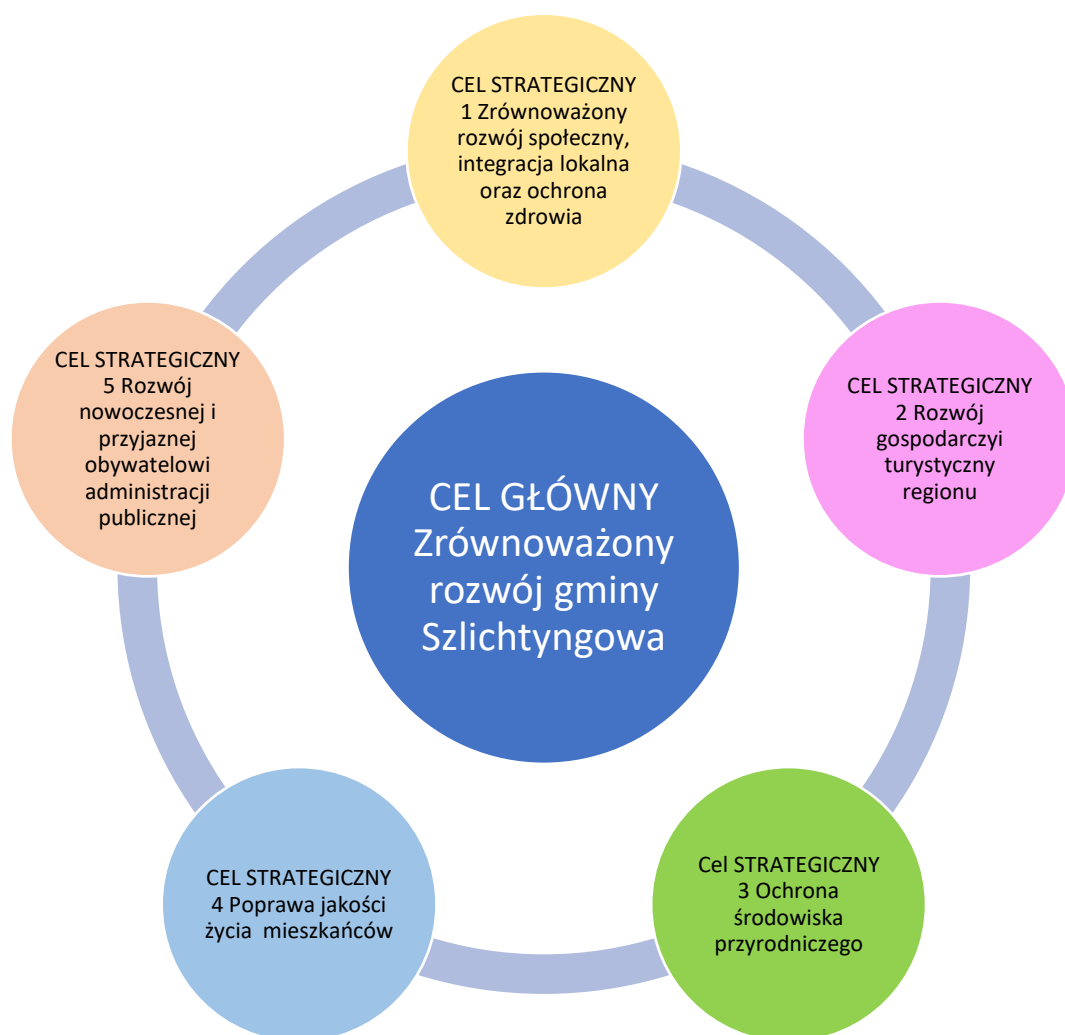 CEL STRATEGICZNY
1 Zrównoważony
rozwój społeczny,
integracja lokalna
oraz ochrona
zdrowia
CEL STRATEGICZNY
2 Rozwój
gospodarczyi
turystyczny
regionu
Cel STRATEGICZNY
3 Ochrona
środowiska
przyrodniczego
CEL STRATEGICZNY
4 Poprawa jakości
życia  mieszkańców
CEL STRATEGICZNY
5 Rozwój
nowoczesnej i
przyjaznej
obywatelowi
administracji
publicznej
CEL GŁÓWNY
Zrównoważony
rozwój gminy
Szlichtyngowa